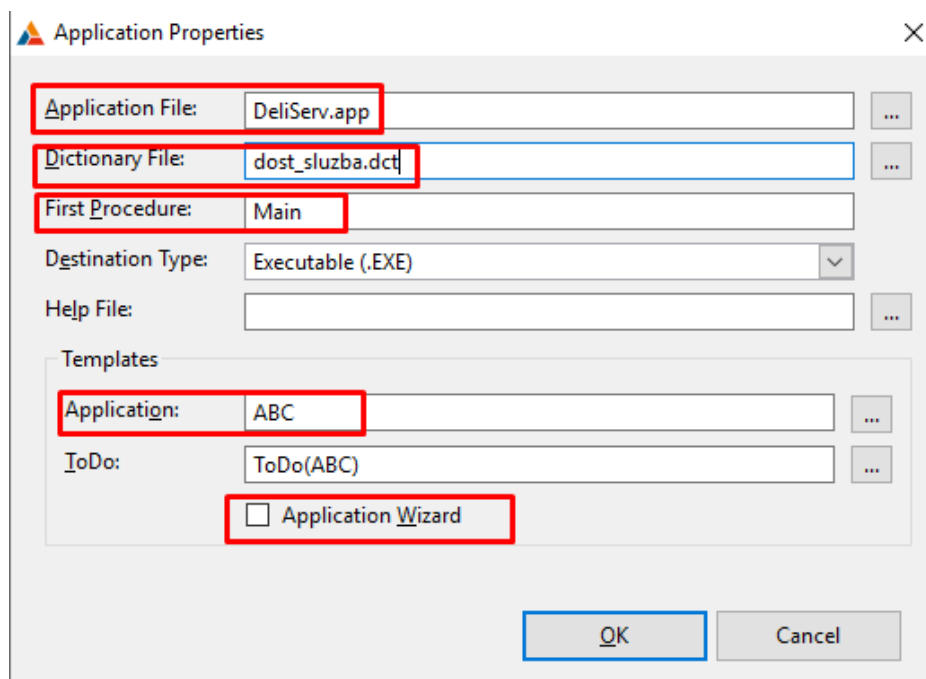 Application Properties
Application File: DeliServ.app ...
Dictionary File: dost_sluzba.dct ...
First Procedure: Main
Destination Type: Executable (.EXE)
Help File: ...
Templates
Application: ABC ...
ToDo: ToDo(ABC) ...
Application Wizard
OK Cancel